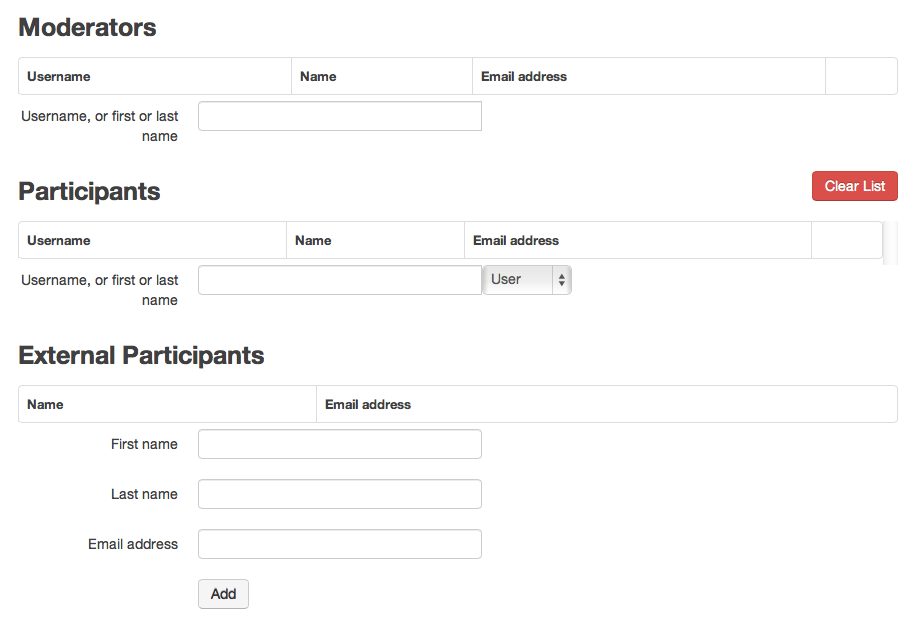 Moderators
Username Name Email address
Username, or first or last
name
Participants Clear List
Username Name Email address
Username, or first or last User
name
External Participants
Name Email address
First name
Last name
Email address
Add